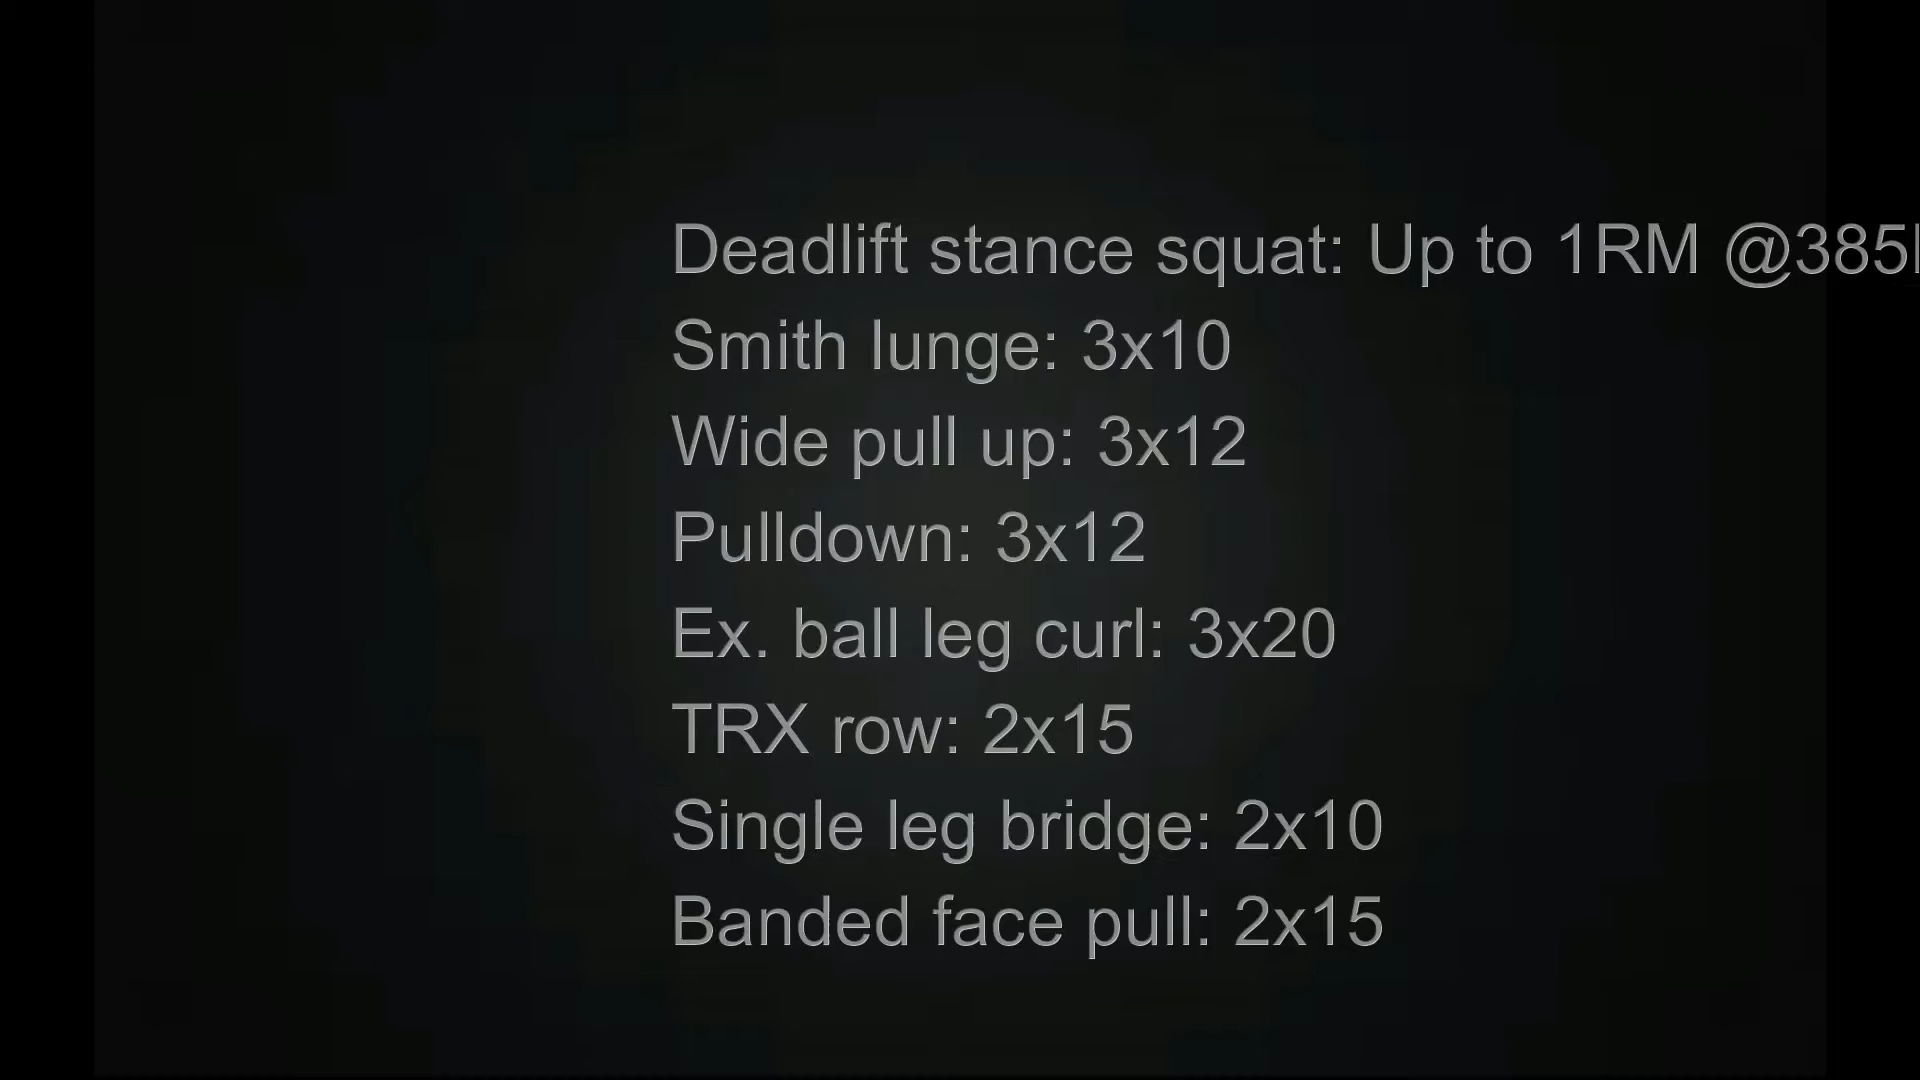 Deadlift stance squat: Up to 1RM @385
Smith lunge: 3x10
Wide pull up: 3x12
Pulldown: 3x12
Ex. ball leg curl: 3x20
TRX row: 2x15
Single leg bridge: 2x10
Banded face pull: 2x15